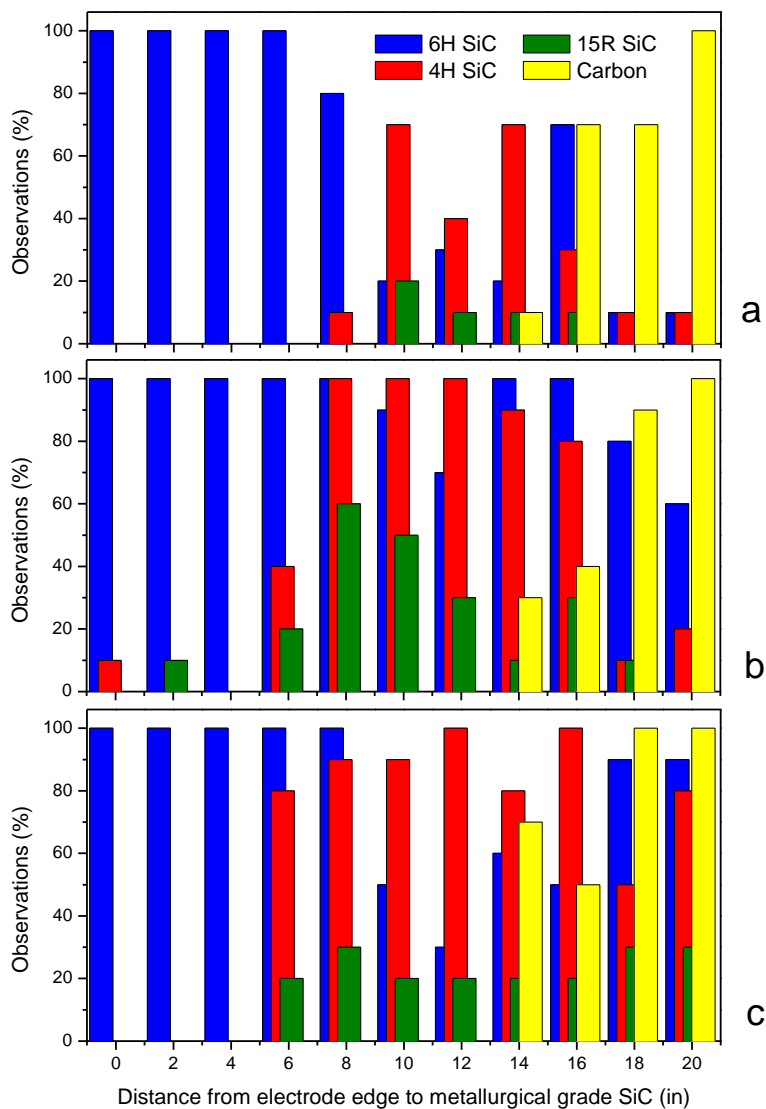 6H SiC 15R SiC
4H SiC Carbon
100
80
60
40
20
0
Observations (%)
a
100
80
60
40
20
0
Observations (%)
b
100
80
60
40
20
0
Observations (%)
c
0 2 4 6 8 10 12 14 16 18 20
Distance from electrode edge to metallurgical grade SiC (in)